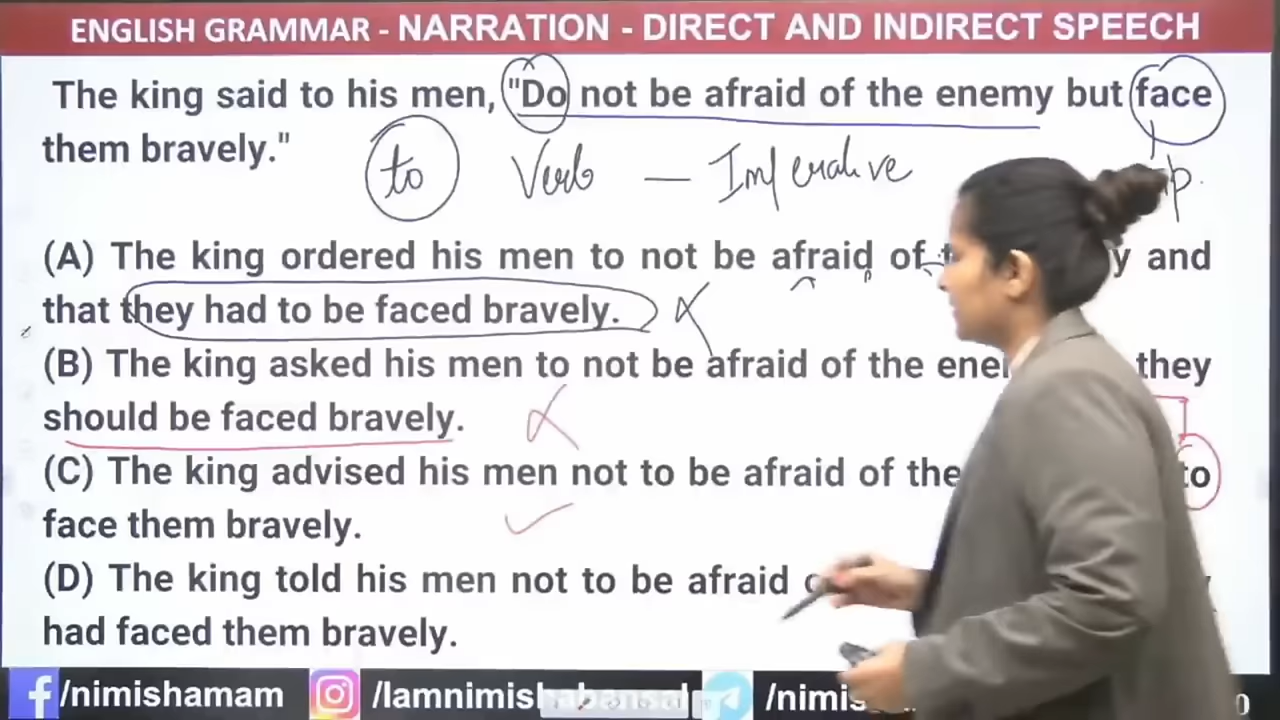 ENGLISH GRAMMAR - NARRATION - DIRECT AND INDIRECT SPEECH
The king said to his men, "Do not be afraid of the enemy but face
them bravely."
to Verb — Imperative
(A) The king ordered his men to not be afraid of and
that they had to be faced bravely.
(B) The king asked his men to not be afraid of the they
should be faced bravely.
(C) The king advised his men not to be afraid of the to
face them bravely.
(D) The king told his men not to be afraid
had faced them bravely.
/nimishamam /Iamnimishabansal